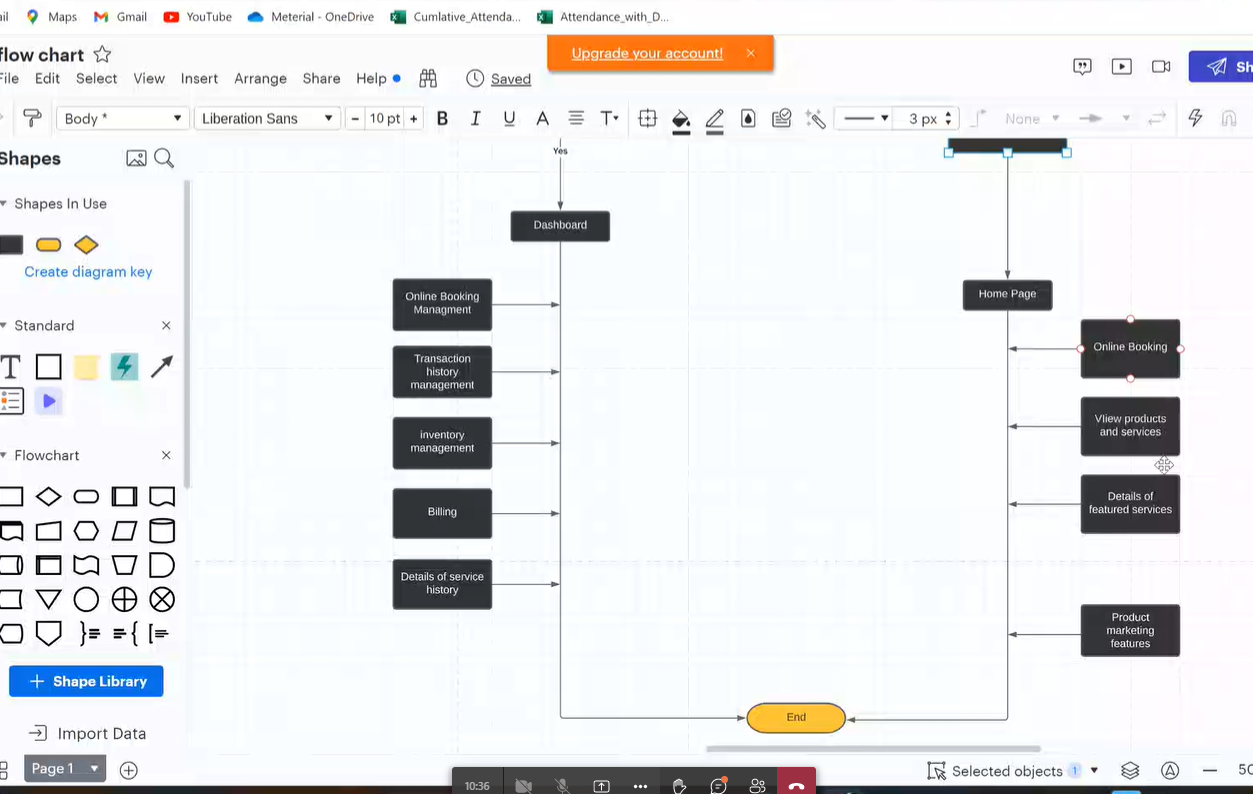 Maps
Gmail
YouTube
Meterial - OneDrive
Cumlative_Attenda...
Attendance_with_D...
flow chart
Upgrade your account!
File
Edit
Select
View
Insert
Arrange
Share
Help
Saved
Sh
Body *
Liberation Sans
10 pt
B
I
U
A
T
3 px
None
Shapes
Shapes In Use
Create diagram key
Standard
T
Flowchart
Shape Library
Import Data
Page 1
Yes
Dashboard
Online Booking
Managment
Transaction
history
management
inventory
management
Billing
Details of service
history
Home Page
Online Booking
VIiew products
and services
Details of
featured services
Product
marketing
features
End
10:36
Selected objects
1
50